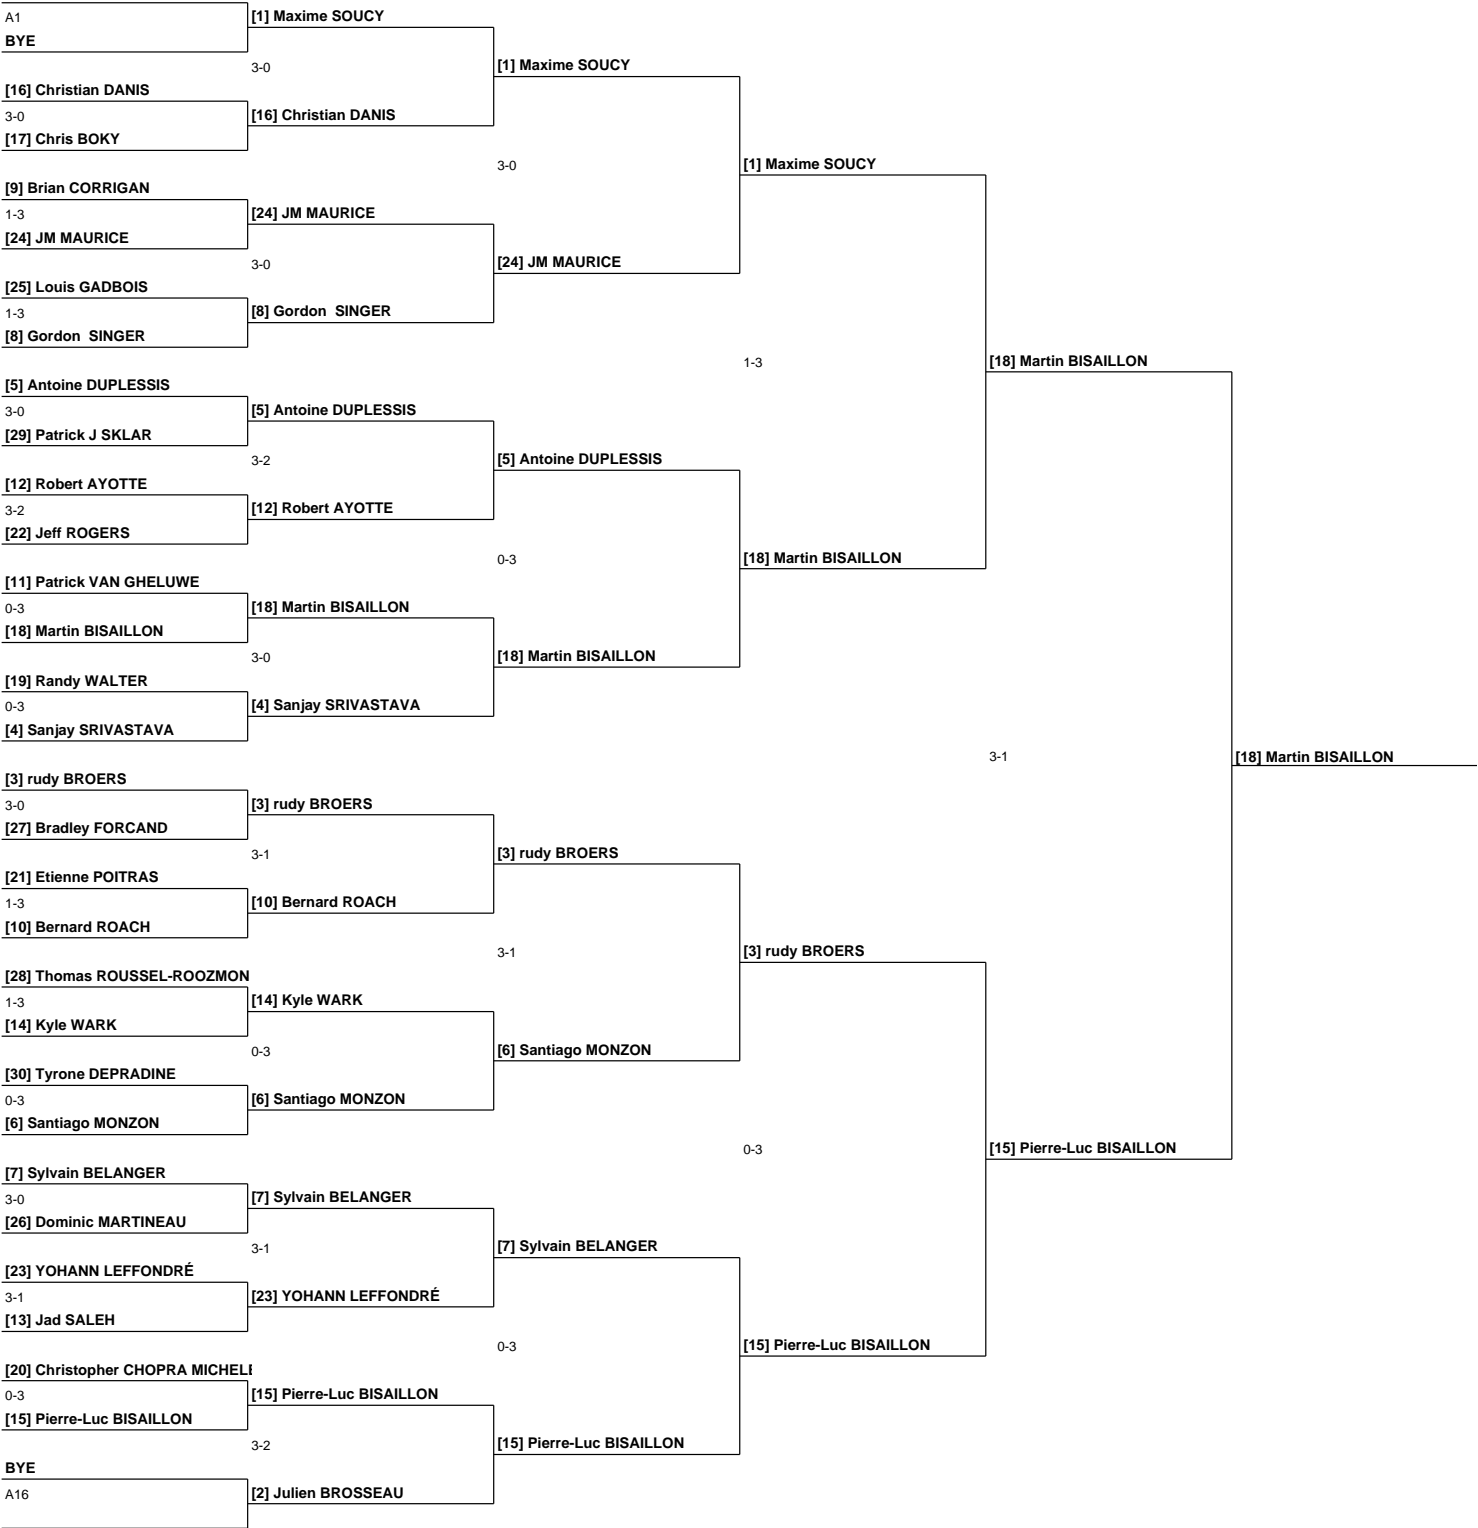 A1
BYE
[16] Christian DANIS
3-0
[17] Chris BOKY
[9] Brian CORRIGAN
1-3
[24] JM MAURICE
[25] Louis GADBOIS
1-3
[8] Gordon  SINGER
[5] Antoine DUPLESSIS
3-0
[29] Patrick J SKLAR
[12] Robert AYOTTE
3-2
[22] Jeff ROGERS
[11] Patrick VAN GHELUWE
0-3
[18] Martin BISAILLON
[19] Randy WALTER
0-3
[4] Sanjay SRIVASTAVA
[3] rudy BROERS
3-0
[27] Bradley FORCAND
[21] Etienne POITRAS
1-3
[10] Bernard ROACH
[28] Thomas ROUSSEL-ROOZMON
1-3
[14] Kyle WARK
[30] Tyrone DEPRADINE
0-3
[6] Santiago MONZON
[7] Sylvain BELANGER
3-0
[26] Dominic MARTINEAU
[23] YOHANN LEFFONDRÉ
3-1
[13] Jad SALEH
[20] Christopher CHOPRA MICHELE
0-3
[15] Pierre-Luc BISAILLON
BYE
A16
[1] Maxime SOUCY
3-0
[16] Christian DANIS
[24] JM MAURICE
3-0
[8] Gordon  SINGER
[5] Antoine DUPLESSIS
3-2
[12] Robert AYOTTE
[18] Martin BISAILLON
3-0
[4] Sanjay SRIVASTAVA
[3] rudy BROERS
3-1
[10] Bernard ROACH
[14] Kyle WARK
0-3
[6] Santiago MONZON
[7] Sylvain BELANGER
3-1
[23] YOHANN LEFFONDRÉ
[15] Pierre-Luc BISAILLON
3-2
[2] Julien BROSSEAU
[1] Maxime SOUCY
3-0
[24] JM MAURICE
[5] Antoine DUPLESSIS
0-3
[18] Martin BISAILLON
[3] rudy BROERS
3-1
[6] Santiago MONZON
[7] Sylvain BELANGER
0-3
[15] Pierre-Luc BISAILLON
[1] Maxime SOUCY
1-3
[18] Martin BISAILLON
[3] rudy BROERS
0-3
[15] Pierre-Luc BISAILLON
[18] Martin BISAILLON
3-1
[15] Pierre-Luc BISAILLON
[18] Martin BISAILLON